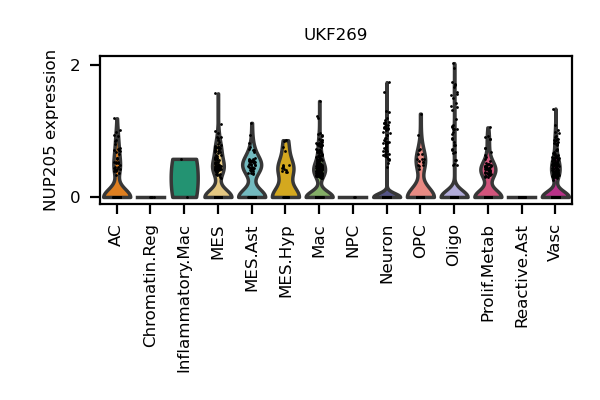 UKF269
NUP205 expression
2
0
AC
Chromatin.Reg
Inflammatory.Mac
MES
MES.Ast
MES.Hyp
Mac
NPC
Neuron
OPC
Oligo
Prolif.Metab
Reactive.Ast
Vasc